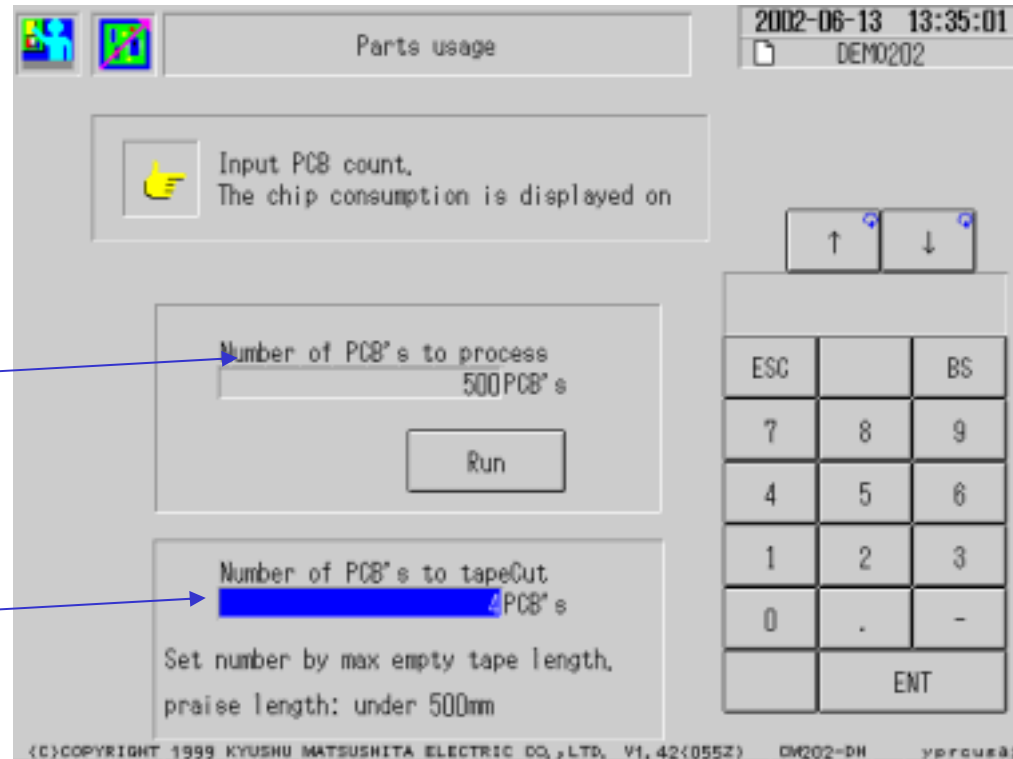 Parts usage
2002-06-13 13:35:01
DEMO202
Input PCB count,
The chip consumption is displayed on
↑ ↓
Number of PCB's to process
500 PCB's
Run
Number of PCB's to tapeCut
4 PCB's
Set number by max empty tape length,
praise length: under 500mm
ESC BS
7 8 9
4 5 6
1 2 3
0 . -
ENT
(C)COPYRIGHT 1999 KYUSHU MATSUSHITA ELECTRIC CO,,LTD, V1,42(055Z) CM202-DH